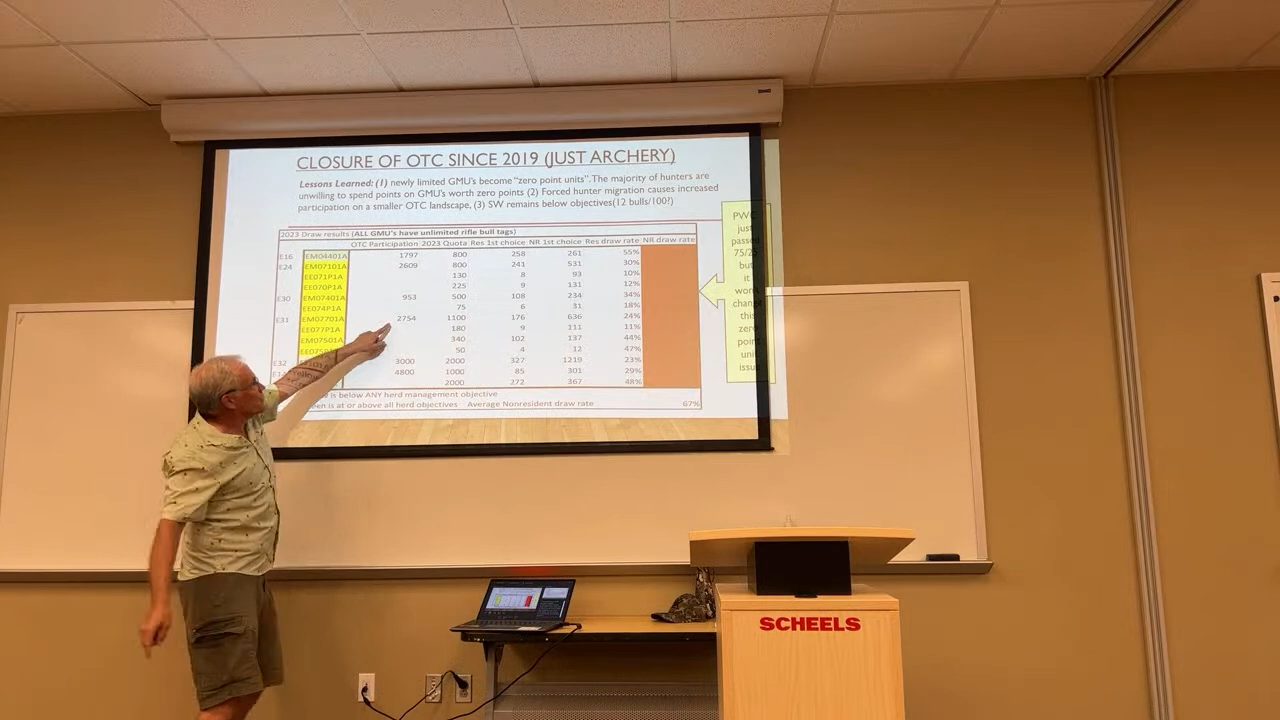 CLOSURE OF OTC SINCE 2019 (JUST ARCHERY)
Lessons Learned: (1) newly limited GMU's become "zero point units". The majority of hunters are
unwilling to spend points on GMU's worth zero points (2) Forced hunter migration causes increased
participation on a smaller OTC landscape, (3) SW remains below objectives(12 bulls/100?)
2023 Draw results (ALL GMU's have unlimited rifle bull tags)
OTC Participation 2023 Quota Res 1st choice NR 1st choice Res draw rate NR draw rate
E16 EM04401A 1797 800 258 261 55%
E24 EM07101A 2609 800 241 531 30%
EE071P1A 130 8 93 10%
EE070P1A 225 9 131 12%
E30 EM07401A 953 500 108 234 34%
EE074P1A 75 6 31 18%
E31 EM07701A 2754 1100 176 636 24%
EE077P1A 180 9 111 11%
EM07501A 340 102 137 44%
50 4 12 47%
E32 3000 2000 327 1219 23%
4800 1000 85 301 29%
2000 272 367 48%
is below ANY herd management objective
is at or above all herd objectives Average Nonresident draw rate 67%
just
75/2
but
it
this
zero
point
SCHEELS